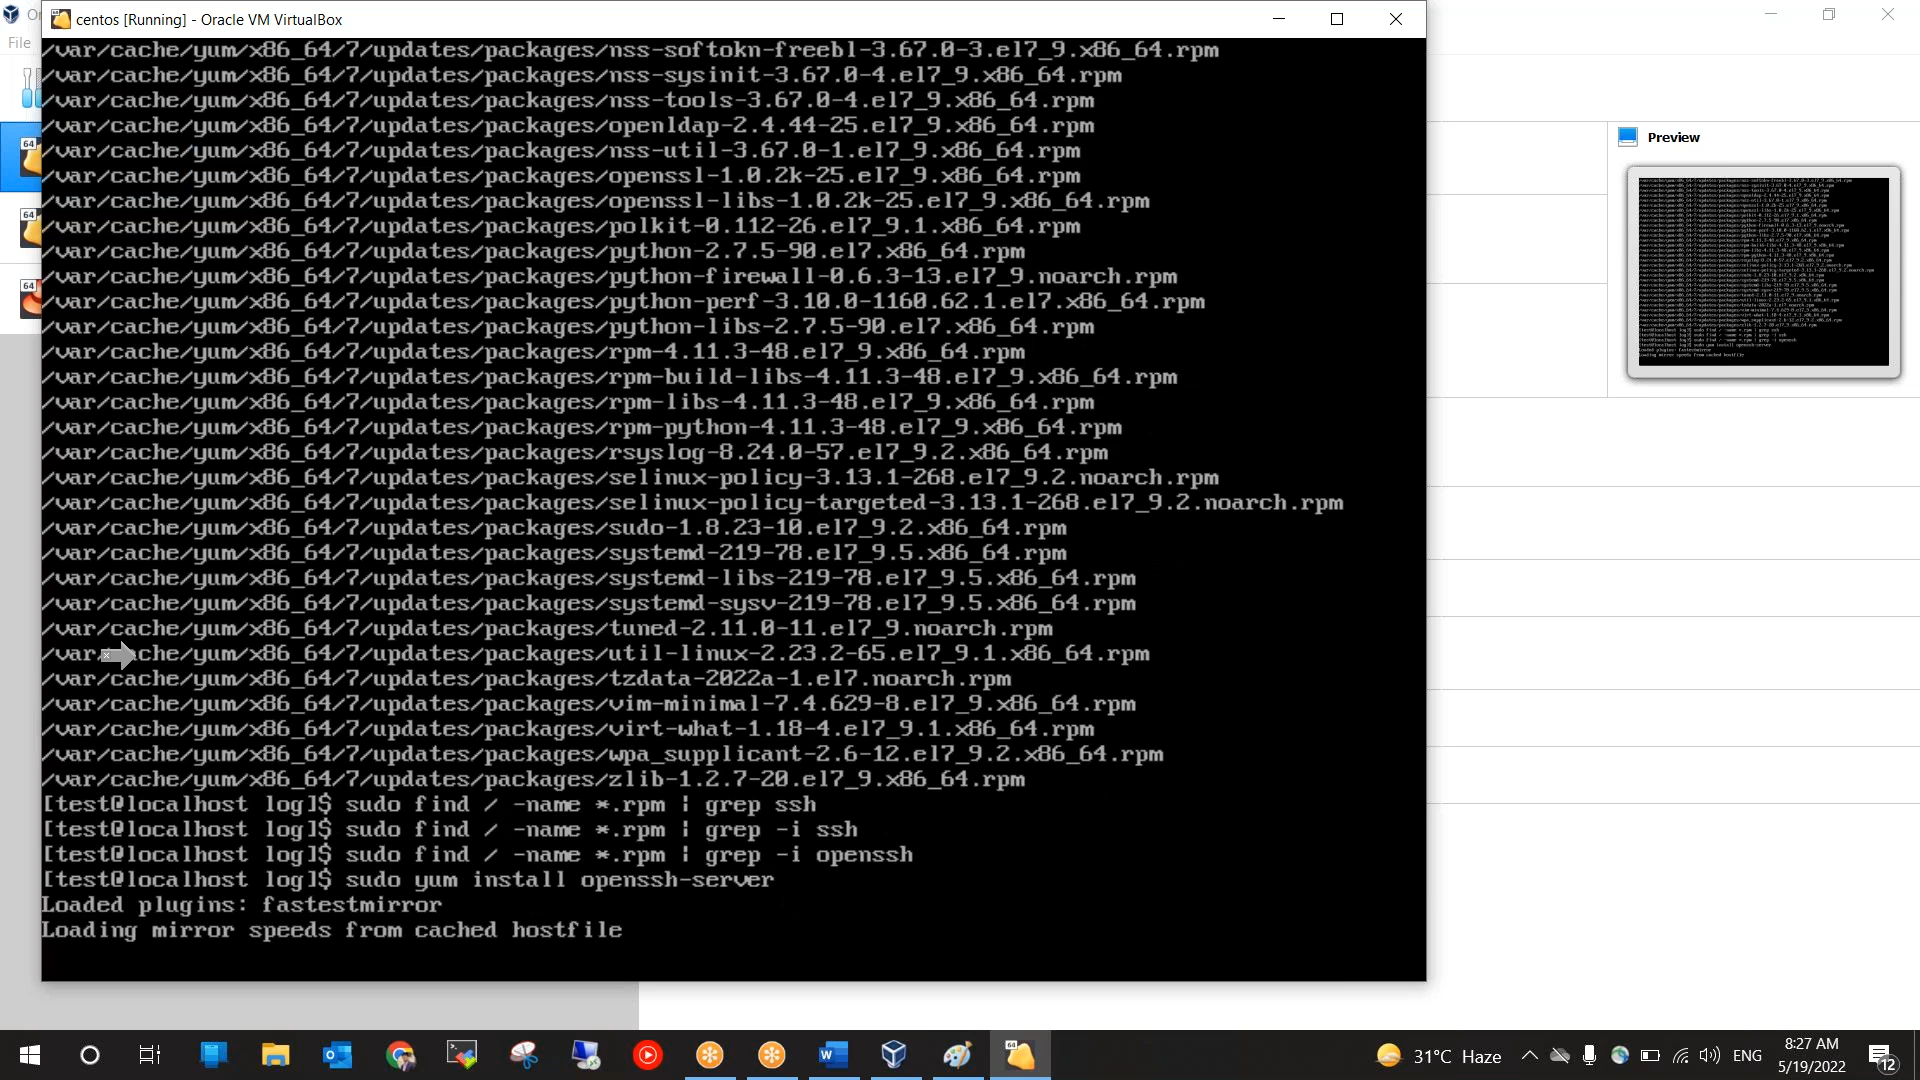 centos [Running] - Oracle VM VirtualBox
File
/var/cache/yum/x86_64/7/updates/packages/nss-softokn-freebl-3.67.0-3.el7_9.x86_64.rpm
/var/cache/yum/x86_64/7/updates/packages/nss-sysinit-3.67.0-4.el7_9.x86_64.rpm
/var/cache/yum/x86_64/7/updates/packages/nss-tools-3.67.0-4.el7_9.x86_64.rpm
/var/cache/yum/x86_64/7/updates/packages/openldap-2.4.44-25.el7_9.x86_64.rpm
/var/cache/yum/x86_64/7/updates/packages/nss-util-3.67.0-1.el7_9.x86_64.rpm
/var/cache/yum/x86_64/7/updates/packages/openssl-1.0.2k-25.el7_9.x86_64.rpm
/var/cache/yum/x86_64/7/updates/packages/openssl-libs-1.0.2k-25.el7_9.x86_64.rpm
/var/cache/yum/x86_64/7/updates/packages/polkit-0.112-26.el7_9.1.x86_64.rpm
/var/cache/yum/x86_64/7/updates/packages/python-2.7.5-90.el7.x86_64.rpm
/var/cache/yum/x86_64/7/updates/packages/python-firewall-0.6.3-13.el7_9.noarch.rpm
/var/cache/yum/x86_64/7/updates/packages/python-perf-3.10.0-1160.62.1.el7.x86_64.rpm
/var/cache/yum/x86_64/7/updates/packages/python-libs-2.7.5-90.el7.x86_64.rpm
/var/cache/yum/x86_64/7/updates/packages/rpm-4.11.3-48.el7_9.x86_64.rpm
/var/cache/yum/x86_64/7/updates/packages/rpm-build-libs-4.11.3-48.el7_9.x86_64.rpm
/var/cache/yum/x86_64/7/updates/packages/rpm-libs-4.11.3-48.el7_9.x86_64.rpm
/var/cache/yum/x86_64/7/updates/packages/rpm-python-4.11.3-48.el7_9.x86_64.rpm
/var/cache/yum/x86_64/7/updates/packages/rsyslog-8.24.0-57.el7_9.2.x86_64.rpm
/var/cache/yum/x86_64/7/updates/packages/selinux-policy-3.13.1-268.el7_9.2.noarch.rpm
/var/cache/yum/x86_64/7/updates/packages/selinux-policy-targeted-3.13.1-268.el7_9.2.noarch.rpm
/var/cache/yum/x86_64/7/updates/packages/sudo-1.8.23-10.el7_9.2.x86_64.rpm
/var/cache/yum/x86_64/7/updates/packages/systemd-219-78.el7_9.5.x86_64.rpm
/var/cache/yum/x86_64/7/updates/packages/systemd-libs-219-78.el7_9.5.x86_64.rpm
/var/cache/yum/x86_64/7/updates/packages/systemd-sysv-219-78.el7_9.5.x86_64.rpm
/var/cache/yum/x86_64/7/updates/packages/tuned-2.11.0-11.el7_9.noarch.rpm
/var/cache/yum/x86_64/7/updates/packages/util-linux-2.23.2-65.el7_9.1.x86_64.rpm
/var/cache/yum/x86_64/7/updates/packages/tzdata-2022a-1.el7.noarch.rpm
/var/cache/yum/x86_64/7/updates/packages/vim-minimal-7.4.629-8.el7_9.x86_64.rpm
/var/cache/yum/x86_64/7/updates/packages/virt-what-1.18-4.el7_9.1.x86_64.rpm
/var/cache/yum/x86_64/7/updates/packages/wpa_supplicant-2.6-12.el7_9.2.x86_64.rpm
/var/cache/yum/x86_64/7/updates/packages/zlib-1.2.7-20.el7_9.x86_64.rpm
[test@localhost log]$ sudo find / -name *.rpm | grep ssh
[test@localhost log]$ sudo find / -name *.rpm | grep -i ssh
[test@localhost log]$ sudo find / -name *.rpm | grep -i openssh
[test@localhost log]$ sudo yum install openssh-server
Loaded plugins: fastestmirror
Loading mirror speeds from cached hostfile
64
64
64
Preview
31°C Haze
ENG
8:27 AM
5/19/2022
12